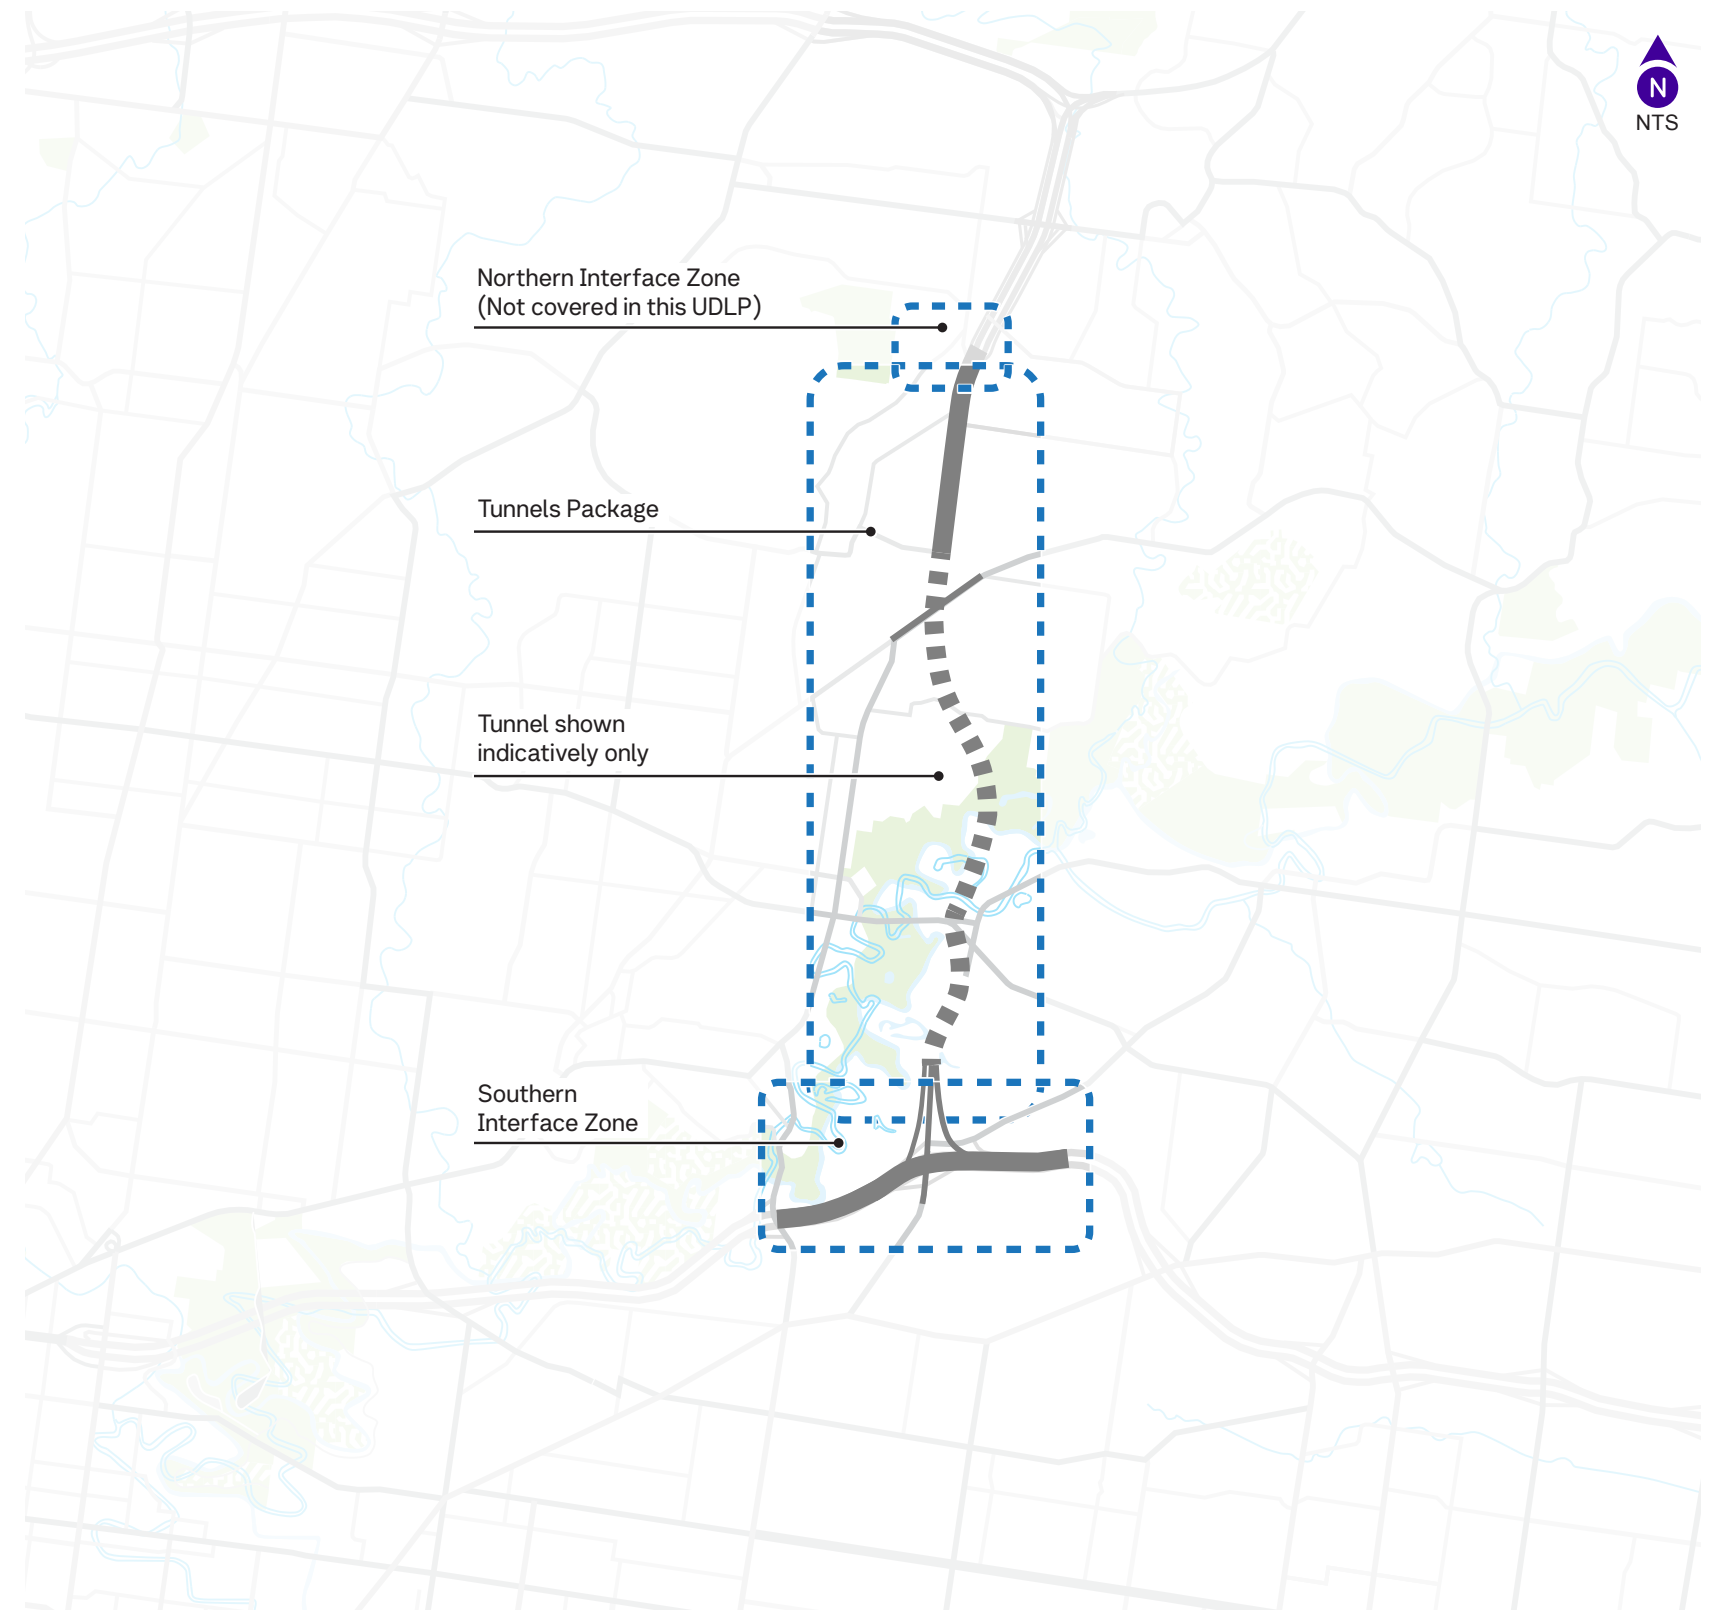 N
NTS
Northern Interface Zone
(Not covered in this UDLP)
Tunnels Package
Tunnel shown
indicatively only
Southern
Interface Zone